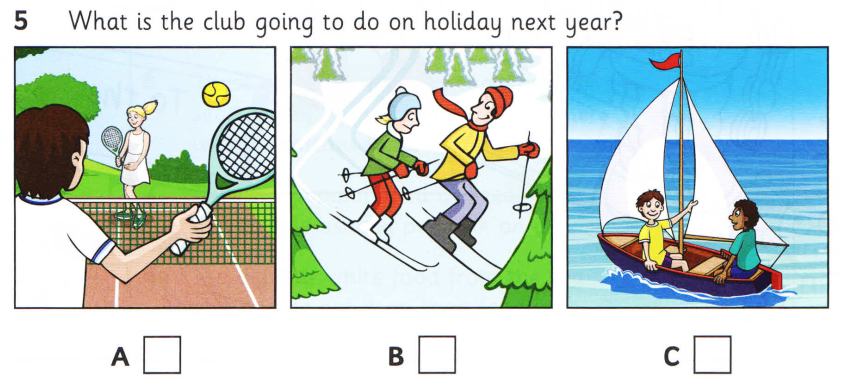 5 What is the club going to do on holiday next year?
A B C